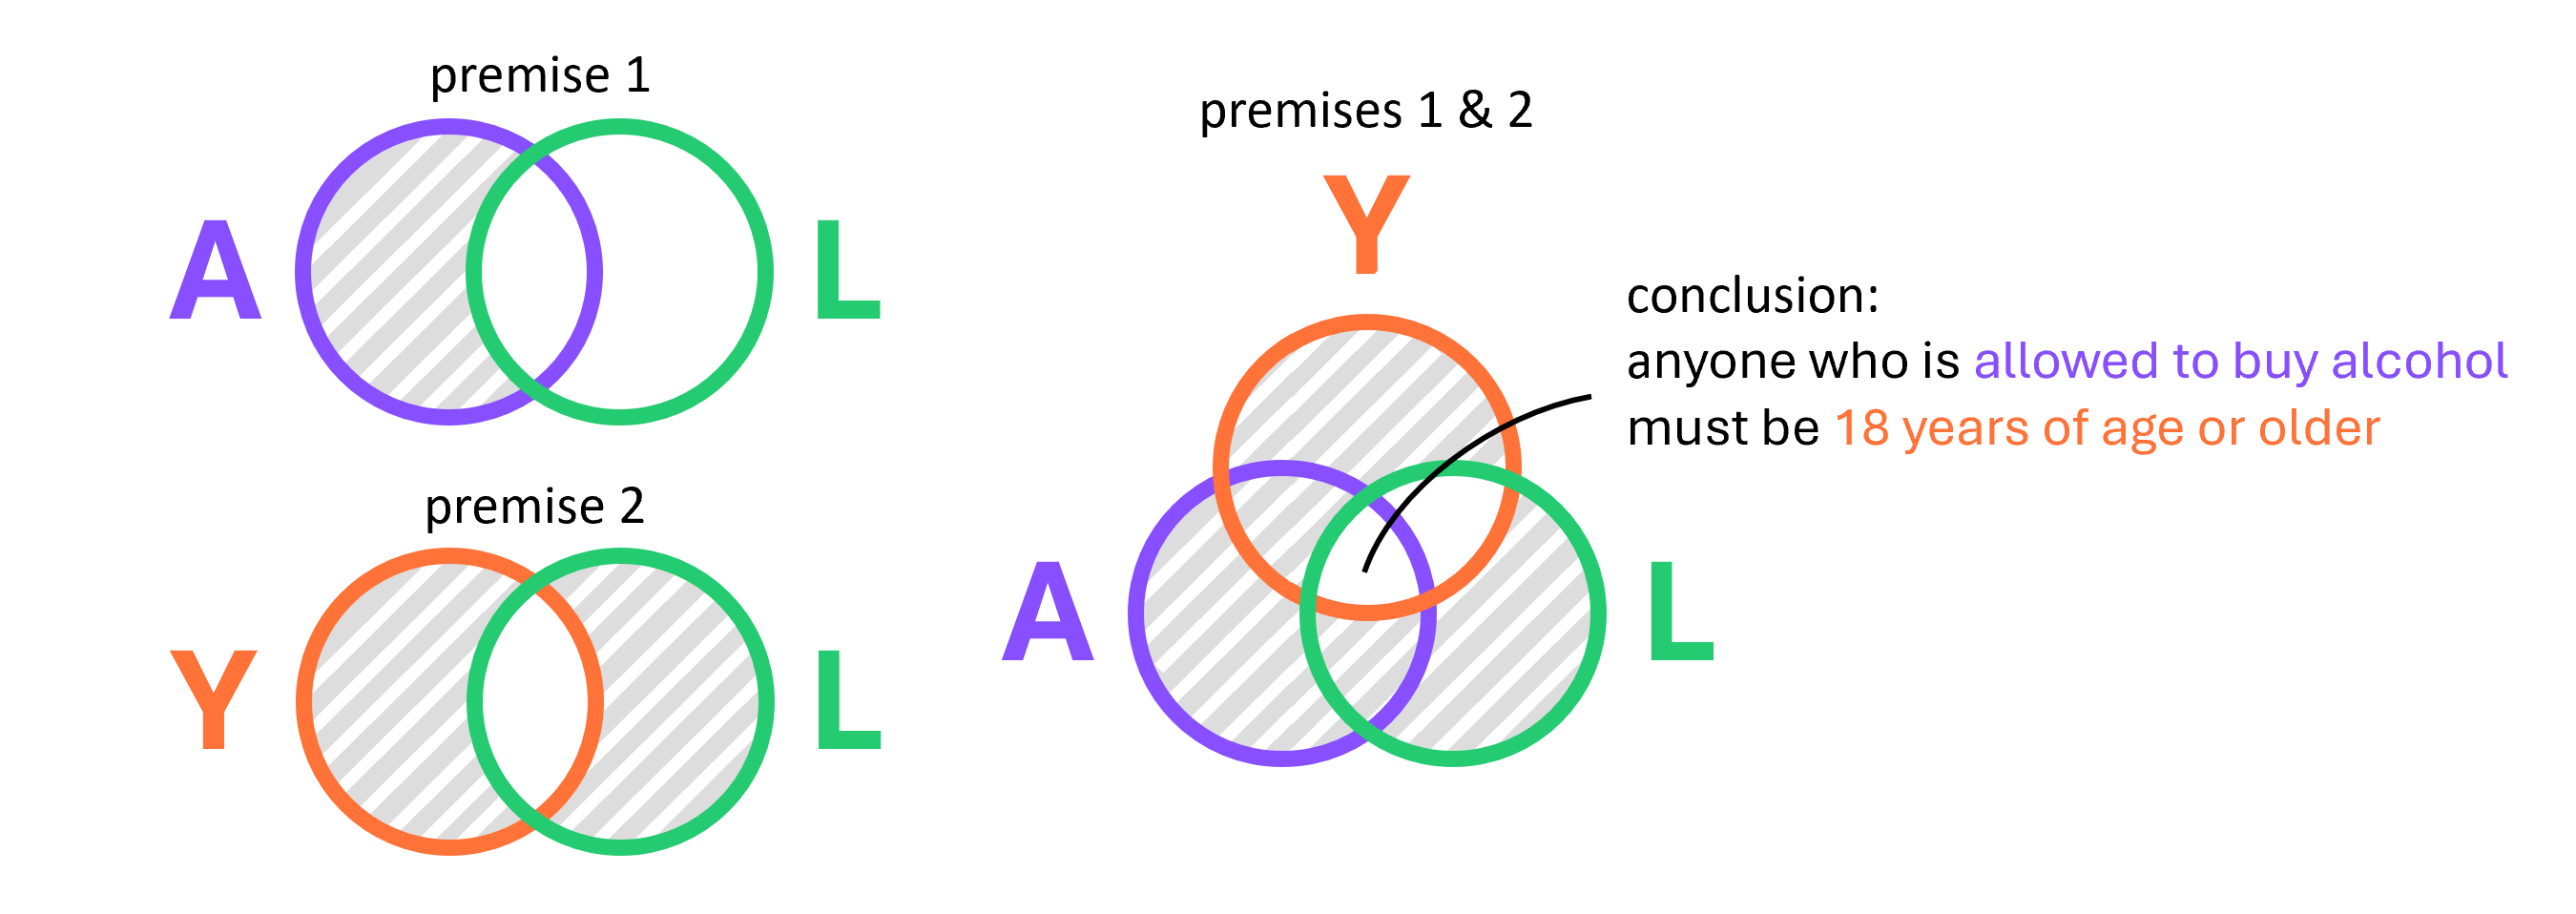 premise 1
A
L
premise 2
Y
L
premises 1 & 2
Y
A
L
conclusion:
anyone who is allowed to buy alcohol
must be 18 years of age or older